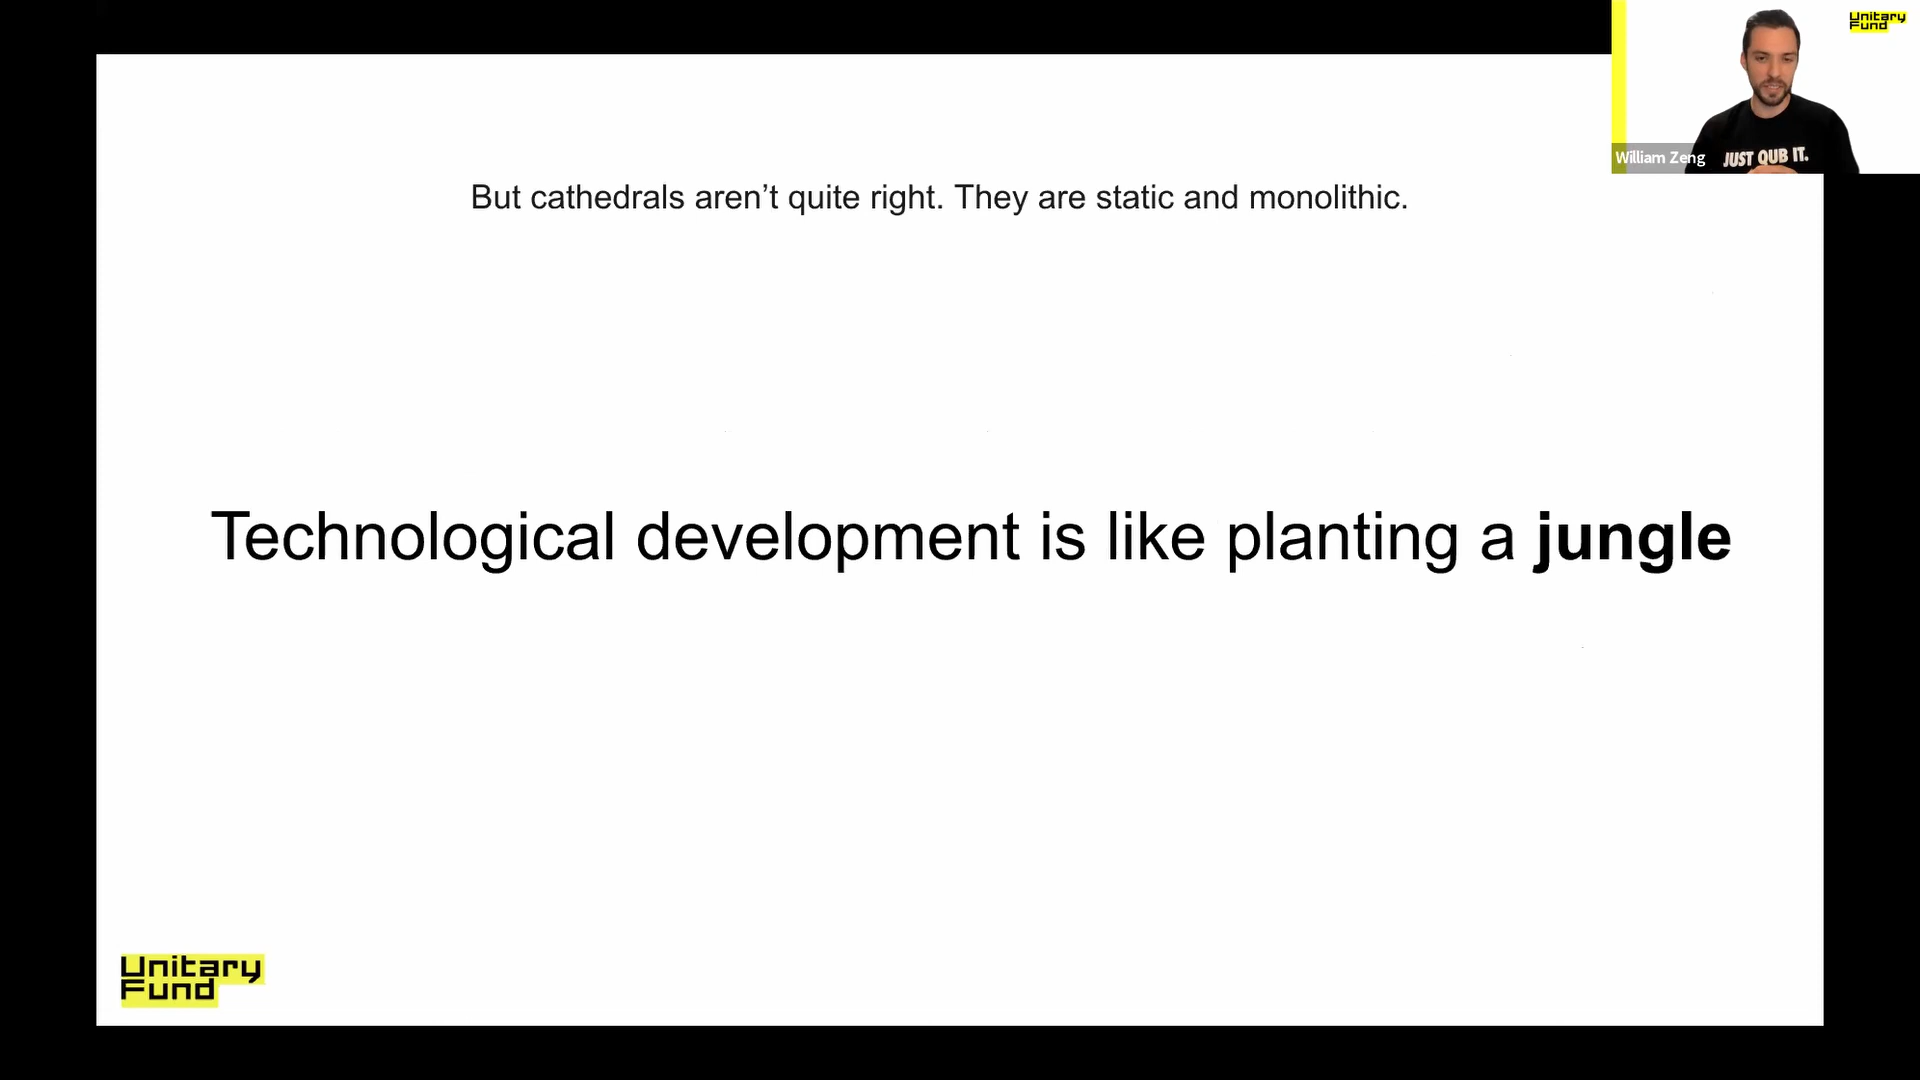 Unitary
Fund
William Zeng
JUST QUB IT.
But cathedrals aren’t quite right. They are static and monolithic.
Technological development is like planting a jungle
Unitary
Fund